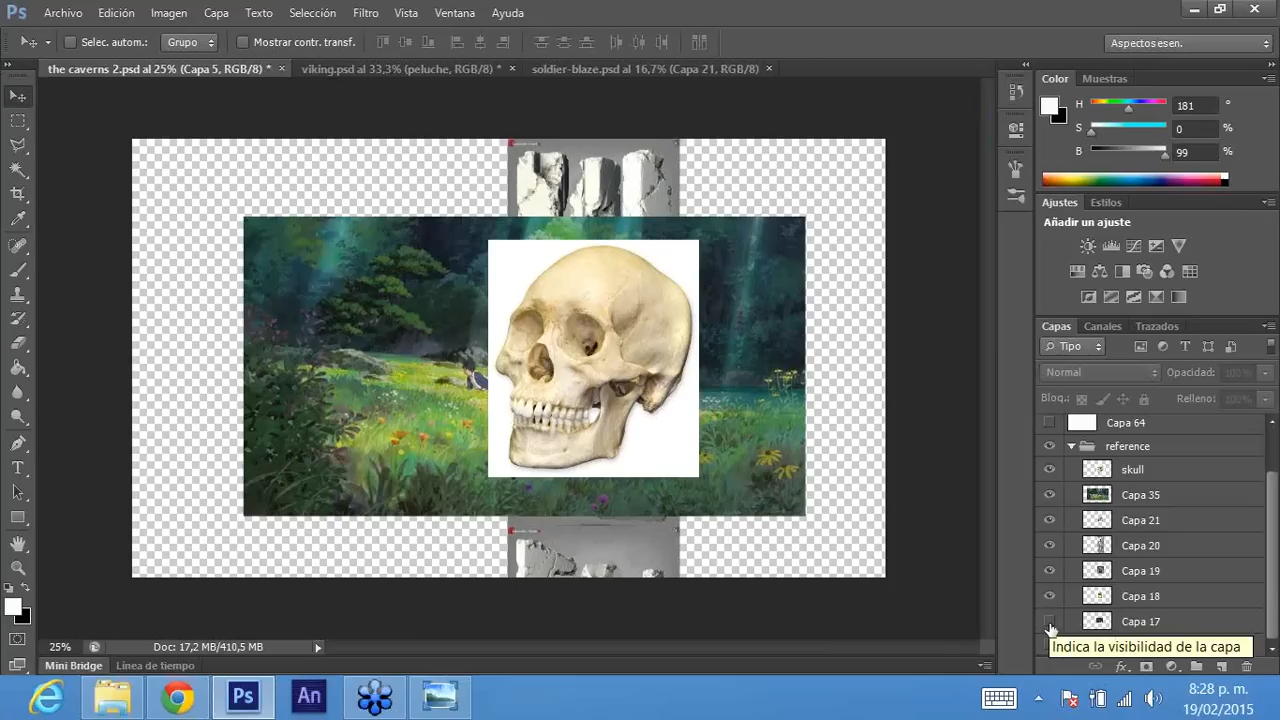 Ps Archivo Edición Imagen Capa Texto Selección Filtro Vista Ventana Ayuda
Selec. autom.: Grupo Mostrar contr. transf. Aspectos esen.
the caverns 2.psd al 25% (Capa 5, RGB/8) * × viking.psd al 33,3% (peluche, RGB/8) * × soldier-blaze.psd al 16,7% (Capa 21, RGB/8) ×
Color Muestras
H 181 °
S 0 %
B 99 %
Ajustes Estilos
Añadir un ajuste
Capas Canales Trazados
Tipo
Normal Opacidad: 100%
Bloq.: Relleno: 100%
Capa 64
reference
skull
Capa 35
Capa 21
Capa 20
Capa 19
Capa 18
Capa 17
Indica la visibilidad de la capa
25% Doc: 17,2 MB/410,5 MB
Mini Bridge Línea de tiempo
Ps An
8:28 p. m.
19/02/2015